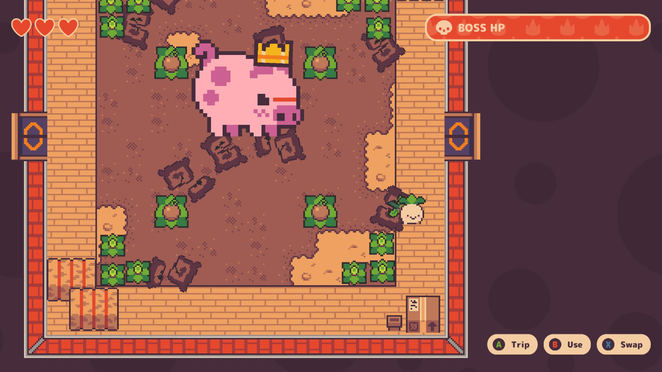 BOSS HP
A Trip
B Use
X Swap